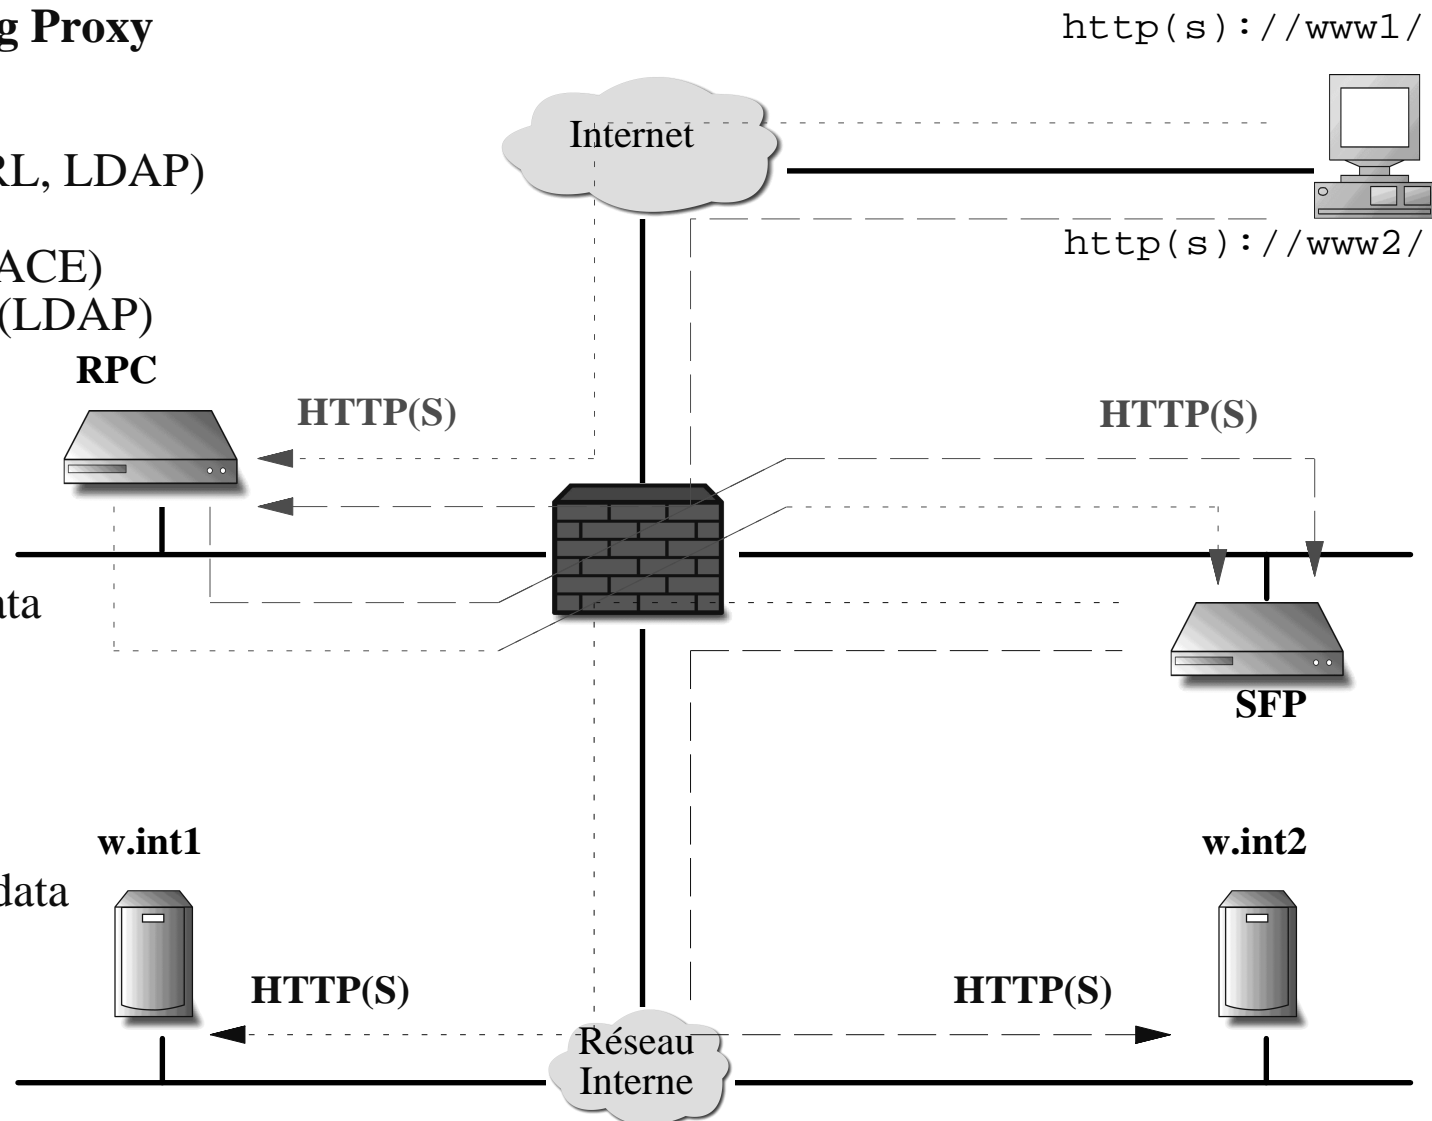 g Proxy
http(s)://www1/
Internet
RL, LDAP)
http(s)://www2/
ACE)
(LDAP)
RPC
HTTP(S)
HTTP(S)
ata
SFP
w.int1
w.int2
data
HTTP(S)
HTTP(S)
Réseau
Interne